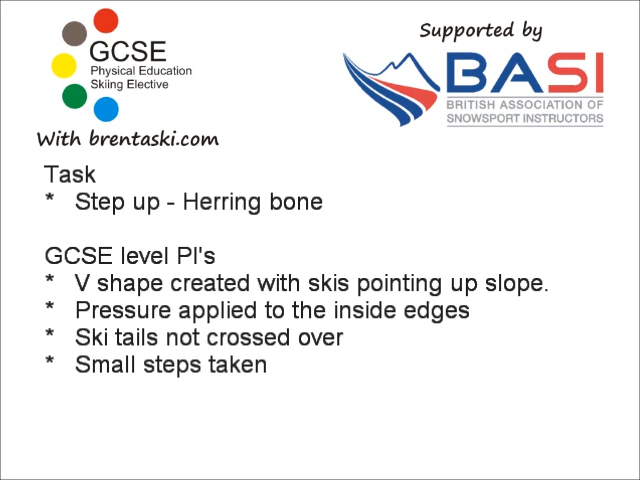 GCSE
Physical Education
Skiing Elective
With brentaski.com
Supported by
BASI
BRITISH ASSOCIATION OF
SNOWSPORT INSTRUCTORS
Task
* Step up - Herring bone
GCSE level PI's
* V shape created with skis pointing up slope.
* Pressure applied to the inside edges
* Ski tails not crossed over
* Small steps taken